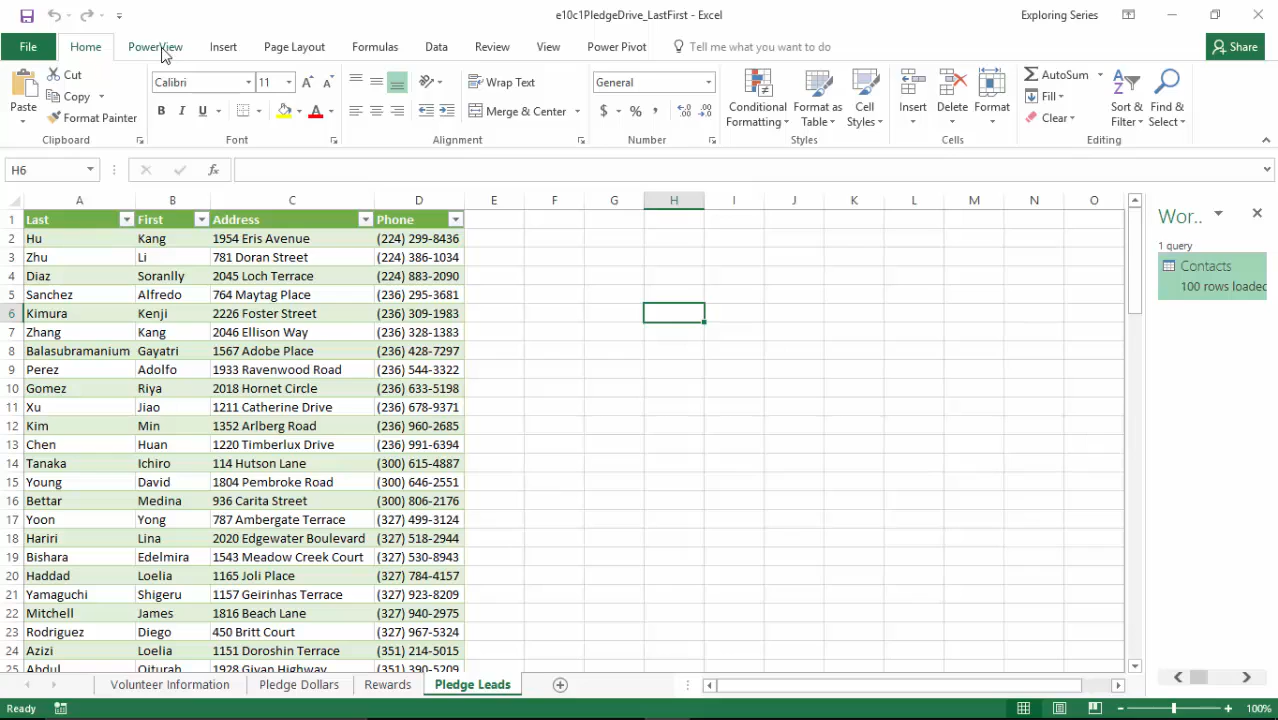 e10c1PledgeDrive_LastFirst - Excel
Exploring Series
File Home PowerView Insert Page Layout Formulas Data Review View Power Pivot Tell me what you want to do Share
Paste
Cut
Copy
Format Painter
Clipboard
Calibri 11
B I U
Font
Wrap Text
Merge & Center
Alignment
General
$ % ,
Number
Conditional Formatting
Format as Table
Cell Styles
Styles
Insert
Delete
Format
Cells
AutoSum
Fill
Clear
Sort & Filter
Find & Select
Editing
H6
fx
A B C D E F G H I J K L M N O
1 Last First Address Phone
2 Hu Kang 1954 Eris Avenue (224) 299-8436
3 Zhu Li 781 Doran Street (224) 386-1034
4 Diaz Soranlly 2045 Loch Terrace (224) 883-2090
5 Sanchez Alfredo 764 Maytag Place (236) 295-3681
6 Kimura Kenji 2226 Foster Street (236) 309-1983
7 Zhang Kang 2046 Ellison Way (236) 328-1383
8 Balasubramanium Gayatri 1567 Adobe Place (236) 428-7297
9 Perez Adolfo 1933 Ravenwood Road (236) 544-3322
10 Gomez Riya 2018 Hornet Circle (236) 633-5198
11 Xu Jiao 1211 Catherine Drive (236) 678-9371
12 Kim Min 1352 Arlberg Road (236) 960-2685
13 Chen Huan 1220 Timberlux Drive (236) 991-6394
14 Tanaka Ichiro 114 Hutson Lane (300) 615-4887
15 Young David 1804 Pembroke Road (300) 646-2551
16 Bettar Medina 936 Carita Street (300) 806-2176
17 Yoon Yong 787 Ambergate Terrace (327) 499-3124
18 Hariri Lina 2020 Edgewater Boulevard (327) 518-2944
19 Bishara Edelmira 1543 Meadow Creek Court (327) 530-8943
20 Haddad Loelia 1165 Joli Place (327) 784-4157
21 Yamaguchi Shigeru 1157 Geirinhas Terrace (327) 923-8209
22 Mitchell James 1816 Beach Lane (327) 940-2975
23 Rodriguez Diego 450 Britt Court (327) 967-5324
24 Azizi Loelia 1151 Doroshin Terrace (351) 214-5015
25 Abdul Qiturah 1928 Givan Highway (351) 390-5209
Wor..
1 query
Contacts
100 rows loaded
Volunteer Information Pledge Dollars Rewards Pledge Leads
Ready
100%